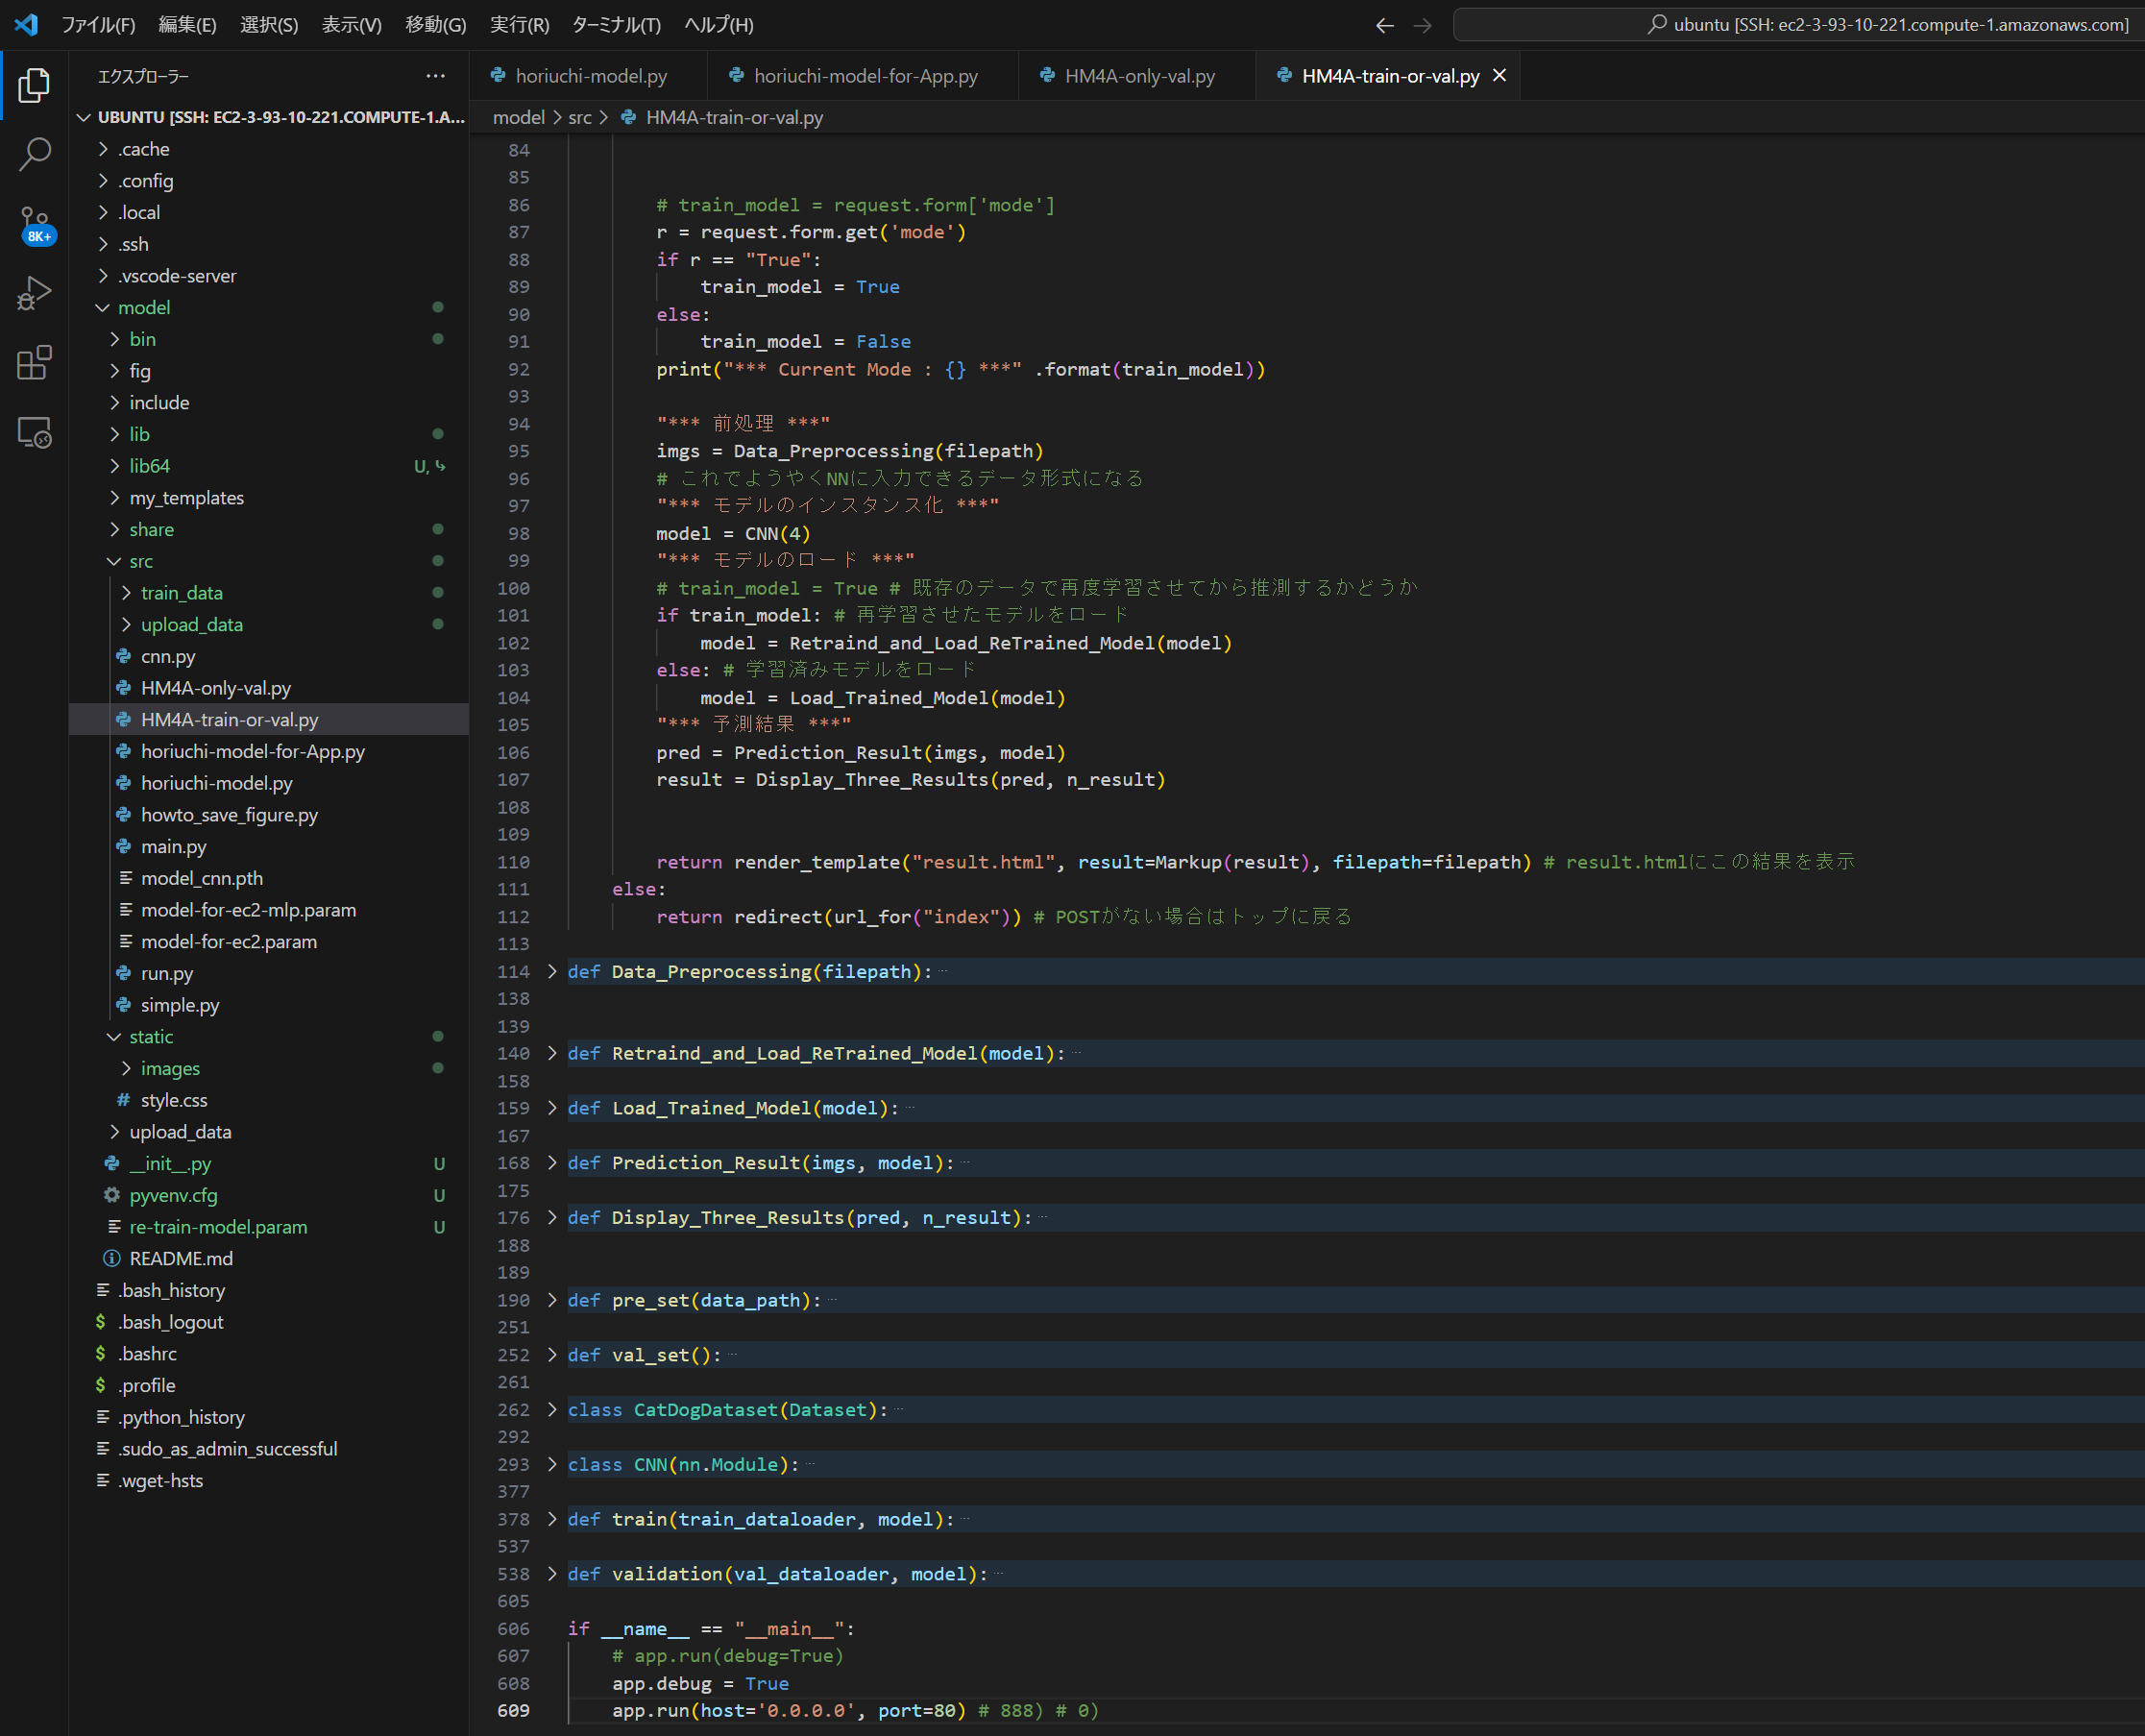 ファイル(F) 編集(E) 選択(S) 表示(V) 移動(G) 実行(R) ターミナル(T) ヘルプ(H)
ubuntu [SSH: ec2-3-93-10-221.compute-1.amazonaws.com]
エクスプローラー ···
UBUNTU [SSH: EC2-3-93-10-221.COMPUTE-1.A...
.cache
.config
.local
.ssh
8K+
.vscode-server
model
bin
fig
include
lib
lib64 U,
my_templates
share
src
train_data
upload_data
cnn.py
HM4A-only-val.py
HM4A-train-or-val.py
horiuchi-model-for-App.py
horiuchi-model.py
howto_save_figure.py
main.py
model_cnn.pth
model-for-ec2-mlp.param
model-for-ec2.param
run.py
simple.py
static
images
# style.css
upload_data
__init__.py U
pyvenv.cfg U
re-train-model.param U
README.md
.bash_history
$ .bash_logout
$ .bashrc
$ .profile
.python_history
.sudo_as_admin_successful
.wget-hsts
horiuchi-model.py horiuchi-model-for-App.py HM4A-only-val.py HM4A-train-or-val.py
model > src > HM4A-train-or-val.py
84
85
86 # train_model = request.form['mode']
87 r = request.form.get('mode')
88 if r == "True":
89 train_model = True
90 else:
91 train_model = False
92 print("*** Current Mode : {} ***" .format(train_model))
93
94 "*** 前処理 ***"
95 imgs = Data_Preprocessing(filepath)
96 # これでようやくNNに入力できるデータ形式になる
97 "*** モデルのインスタンス化 ***"
98 model = CNN(4)
99 "*** モデルのロード ***"
100 # train_model = True # 既存のデータで再度学習させてから推測するかどうか
101 if train_model: # 再学習させたモデルをロード
102 model = Retraind_and_Load_ReTrained_Model(model)
103 else: # 学習済みモデルをロード
104 model = Load_Trained_Model(model)
105 "*** 予測結果 ***"
106 pred = Prediction_Result(imgs, model)
107 result = Display_Three_Results(pred, n_result)
108
109
110 return render_template("result.html", result=Markup(result), filepath=filepath) # result.htmlにこの結果を表示
111 else:
112 return redirect(url_for("index")) # POSTがない場合はトップに戻る
113
114 def Data_Preprocessing(filepath): ···
138
139
140 def Retraind_and_Load_ReTrained_Model(model): ···
158
159 def Load_Trained_Model(model): ···
167
168 def Prediction_Result(imgs, model): ···
175
176 def Display_Three_Results(pred, n_result): ···
188
189
190 def pre_set(data_path): ···
251
252 def val_set(): ···
261
262 class CatDogDataset(Dataset): ···
292
293 class CNN(nn.Module): ···
377
378 def train(train_dataloader, model): ···
537
538 def validation(val_dataloader, model): ···
605
606 if __name__ == "__main__":
607 # app.run(debug=True)
608 app.debug = True
609 app.run(host='0.0.0.0', port=80) # 888) # 0)